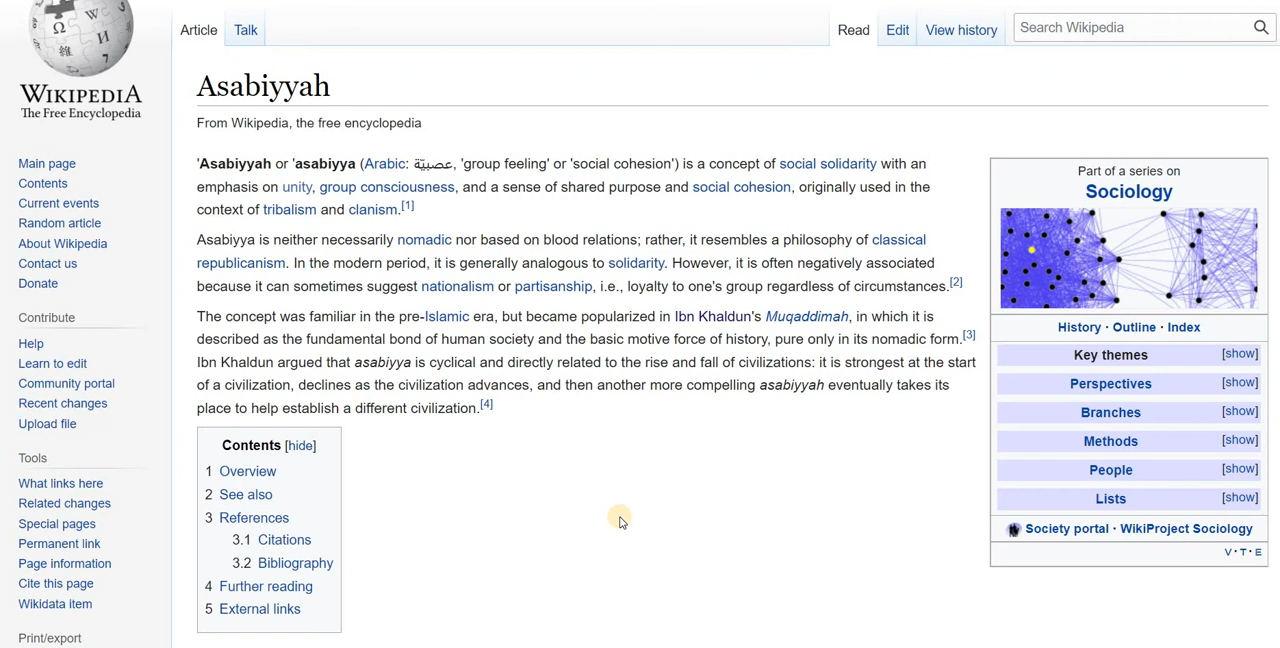 Article
Talk
Read
Edit
View history
Search Wikipedia
WIKIPEDIA
The Free Encyclopedia
Main page
Contents
Current events
Random article
About Wikipedia
Contact us
Donate
Contribute
Help
Learn to edit
Community portal
Recent changes
Upload file
Tools
What links here
Related changes
Special pages
Permanent link
Page information
Cite this page
Wikidata item
Print/export
Asabiyyah
From Wikipedia, the free encyclopedia
'Asabiyyah or 'asabiyya (Arabic: عصبيّة, 'group feeling' or 'social cohesion') is a concept of social solidarity with an
emphasis on unity, group consciousness, and a sense of shared purpose and social cohesion, originally used in the
context of tribalism and clanism.[1]
Asabiyya is neither necessarily nomadic nor based on blood relations; rather, it resembles a philosophy of classical
republicanism. In the modern period, it is generally analogous to solidarity. However, it is often negatively associated
because it can sometimes suggest nationalism or partisanship, i.e., loyalty to one's group regardless of circumstances.[2]
The concept was familiar in the pre-Islamic era, but became popularized in Ibn Khaldun's Muqaddimah, in which it is
described as the fundamental bond of human society and the basic motive force of history, pure only in its nomadic form.[3]
Ibn Khaldun argued that asabiyya is cyclical and directly related to the rise and fall of civilizations: it is strongest at the start
of a civilization, declines as the civilization advances, and then another more compelling asabiyyah eventually takes its
place to help establish a different civilization.[4]
Contents [hide]
1 Overview
2 See also
3 References
3.1 Citations
3.2 Bibliography
4 Further reading
5 External links
Part of a series on
Sociology
History · Outline · Index
Key themes [show]
Perspectives [show]
Branches [show]
Methods [show]
People [show]
Lists [show]
Society portal · WikiProject Sociology
V · T · E